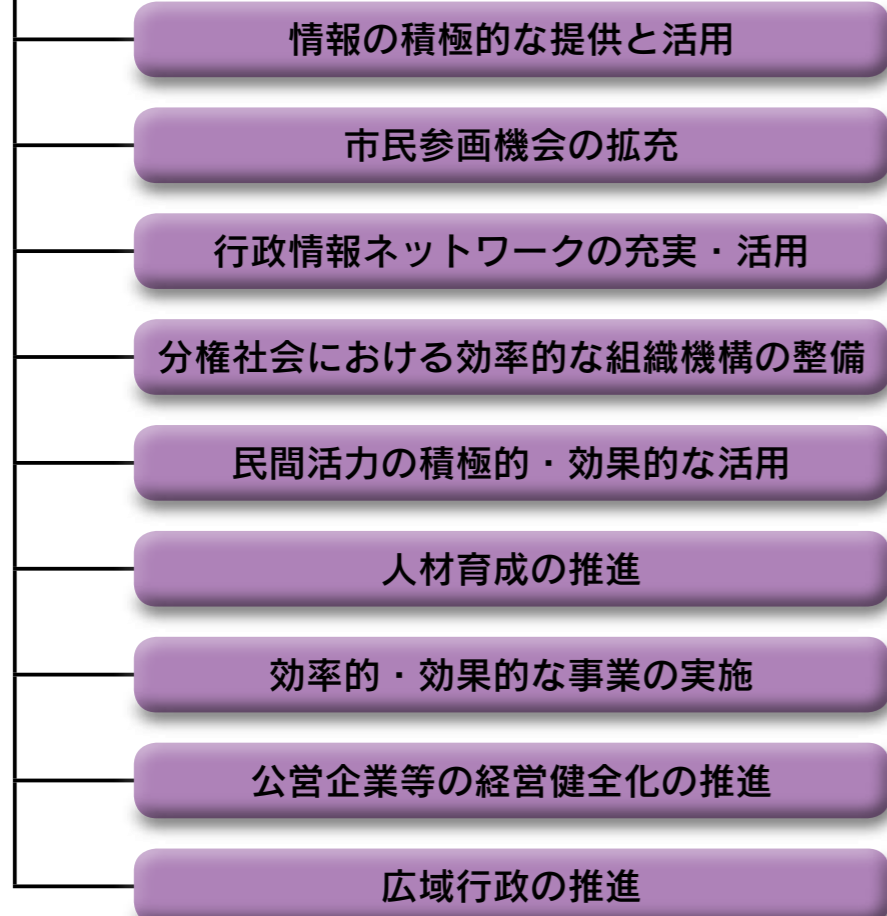 情報の積極的な提供と活用
市民参画機会の拡充
行政情報ネットワークの充実・活用
分権社会における効率的な組織機構の整備
民間活力の積極的・効果的な活用
人材育成の推進
効率的・効果的な事業の実施
公営企業等の経営健全化の推進
広域行政の推進